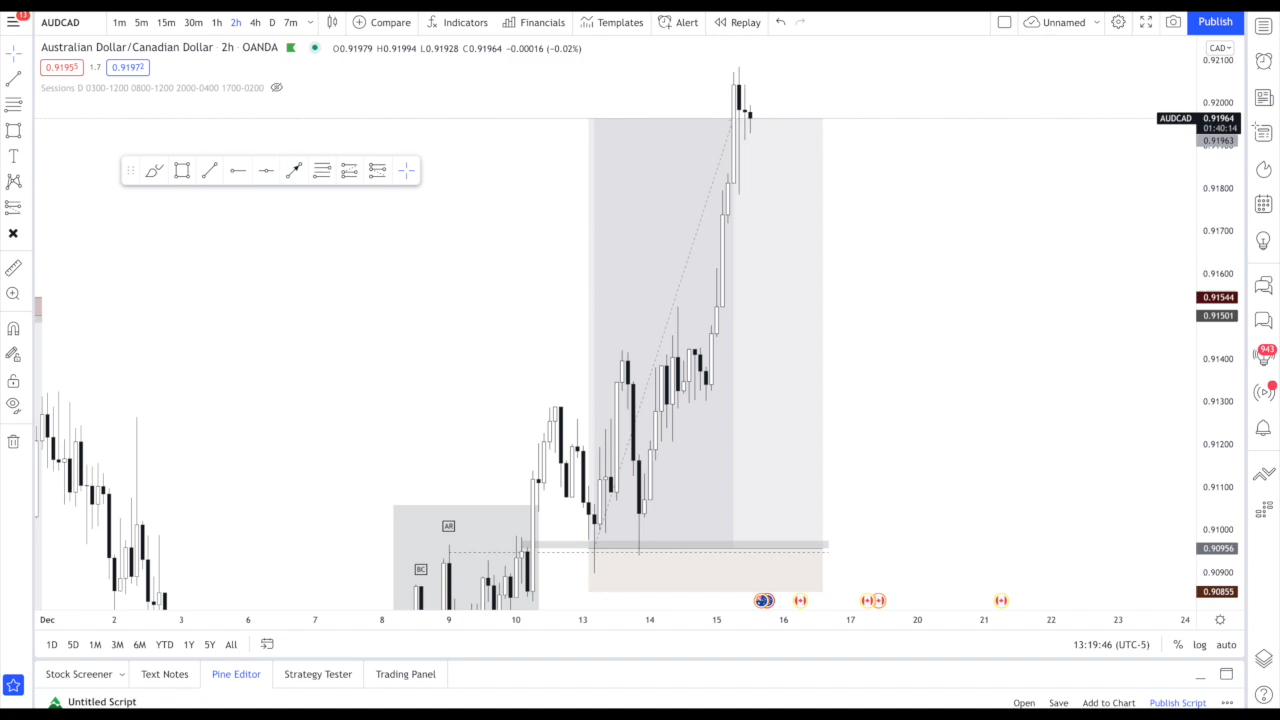 13
AUDCAD
1m 5m 15m 30m 1h 2h 4h D 7m
Compare
Indicators
Financials
Templates
Alert
Replay
Unnamed
Publish
Australian Dollar/Canadian Dollar · 2h · OANDA
O0.91979 H0.91994 L0.91928 C0.91964 −0.00016 (−0.02%)
0.91955 1.7 0.91972
Sessions D 0300-1200 0800-1200 2000-0400 1700-0200
CAD
0.92100
0.92000
AUDCAD 0.91964
01:40:14
0.91963
0.91800
0.91700
0.91600
0.91544
0.91501
0.91400
0.91300
0.91200
0.91100
0.91000
0.90956
0.90900
0.90855
943
AR
BC
Dec 2 3 6 7 8 9 10 13 14 15 16 17 20 21 22 23 24
1D 5D 1M 3M 6M YTD 1Y 5Y All
13:19:46 (UTC-5) % log auto
Stock Screener Text Notes Pine Editor Strategy Tester Trading Panel
Untitled Script
Open Save Add to Chart Publish Script